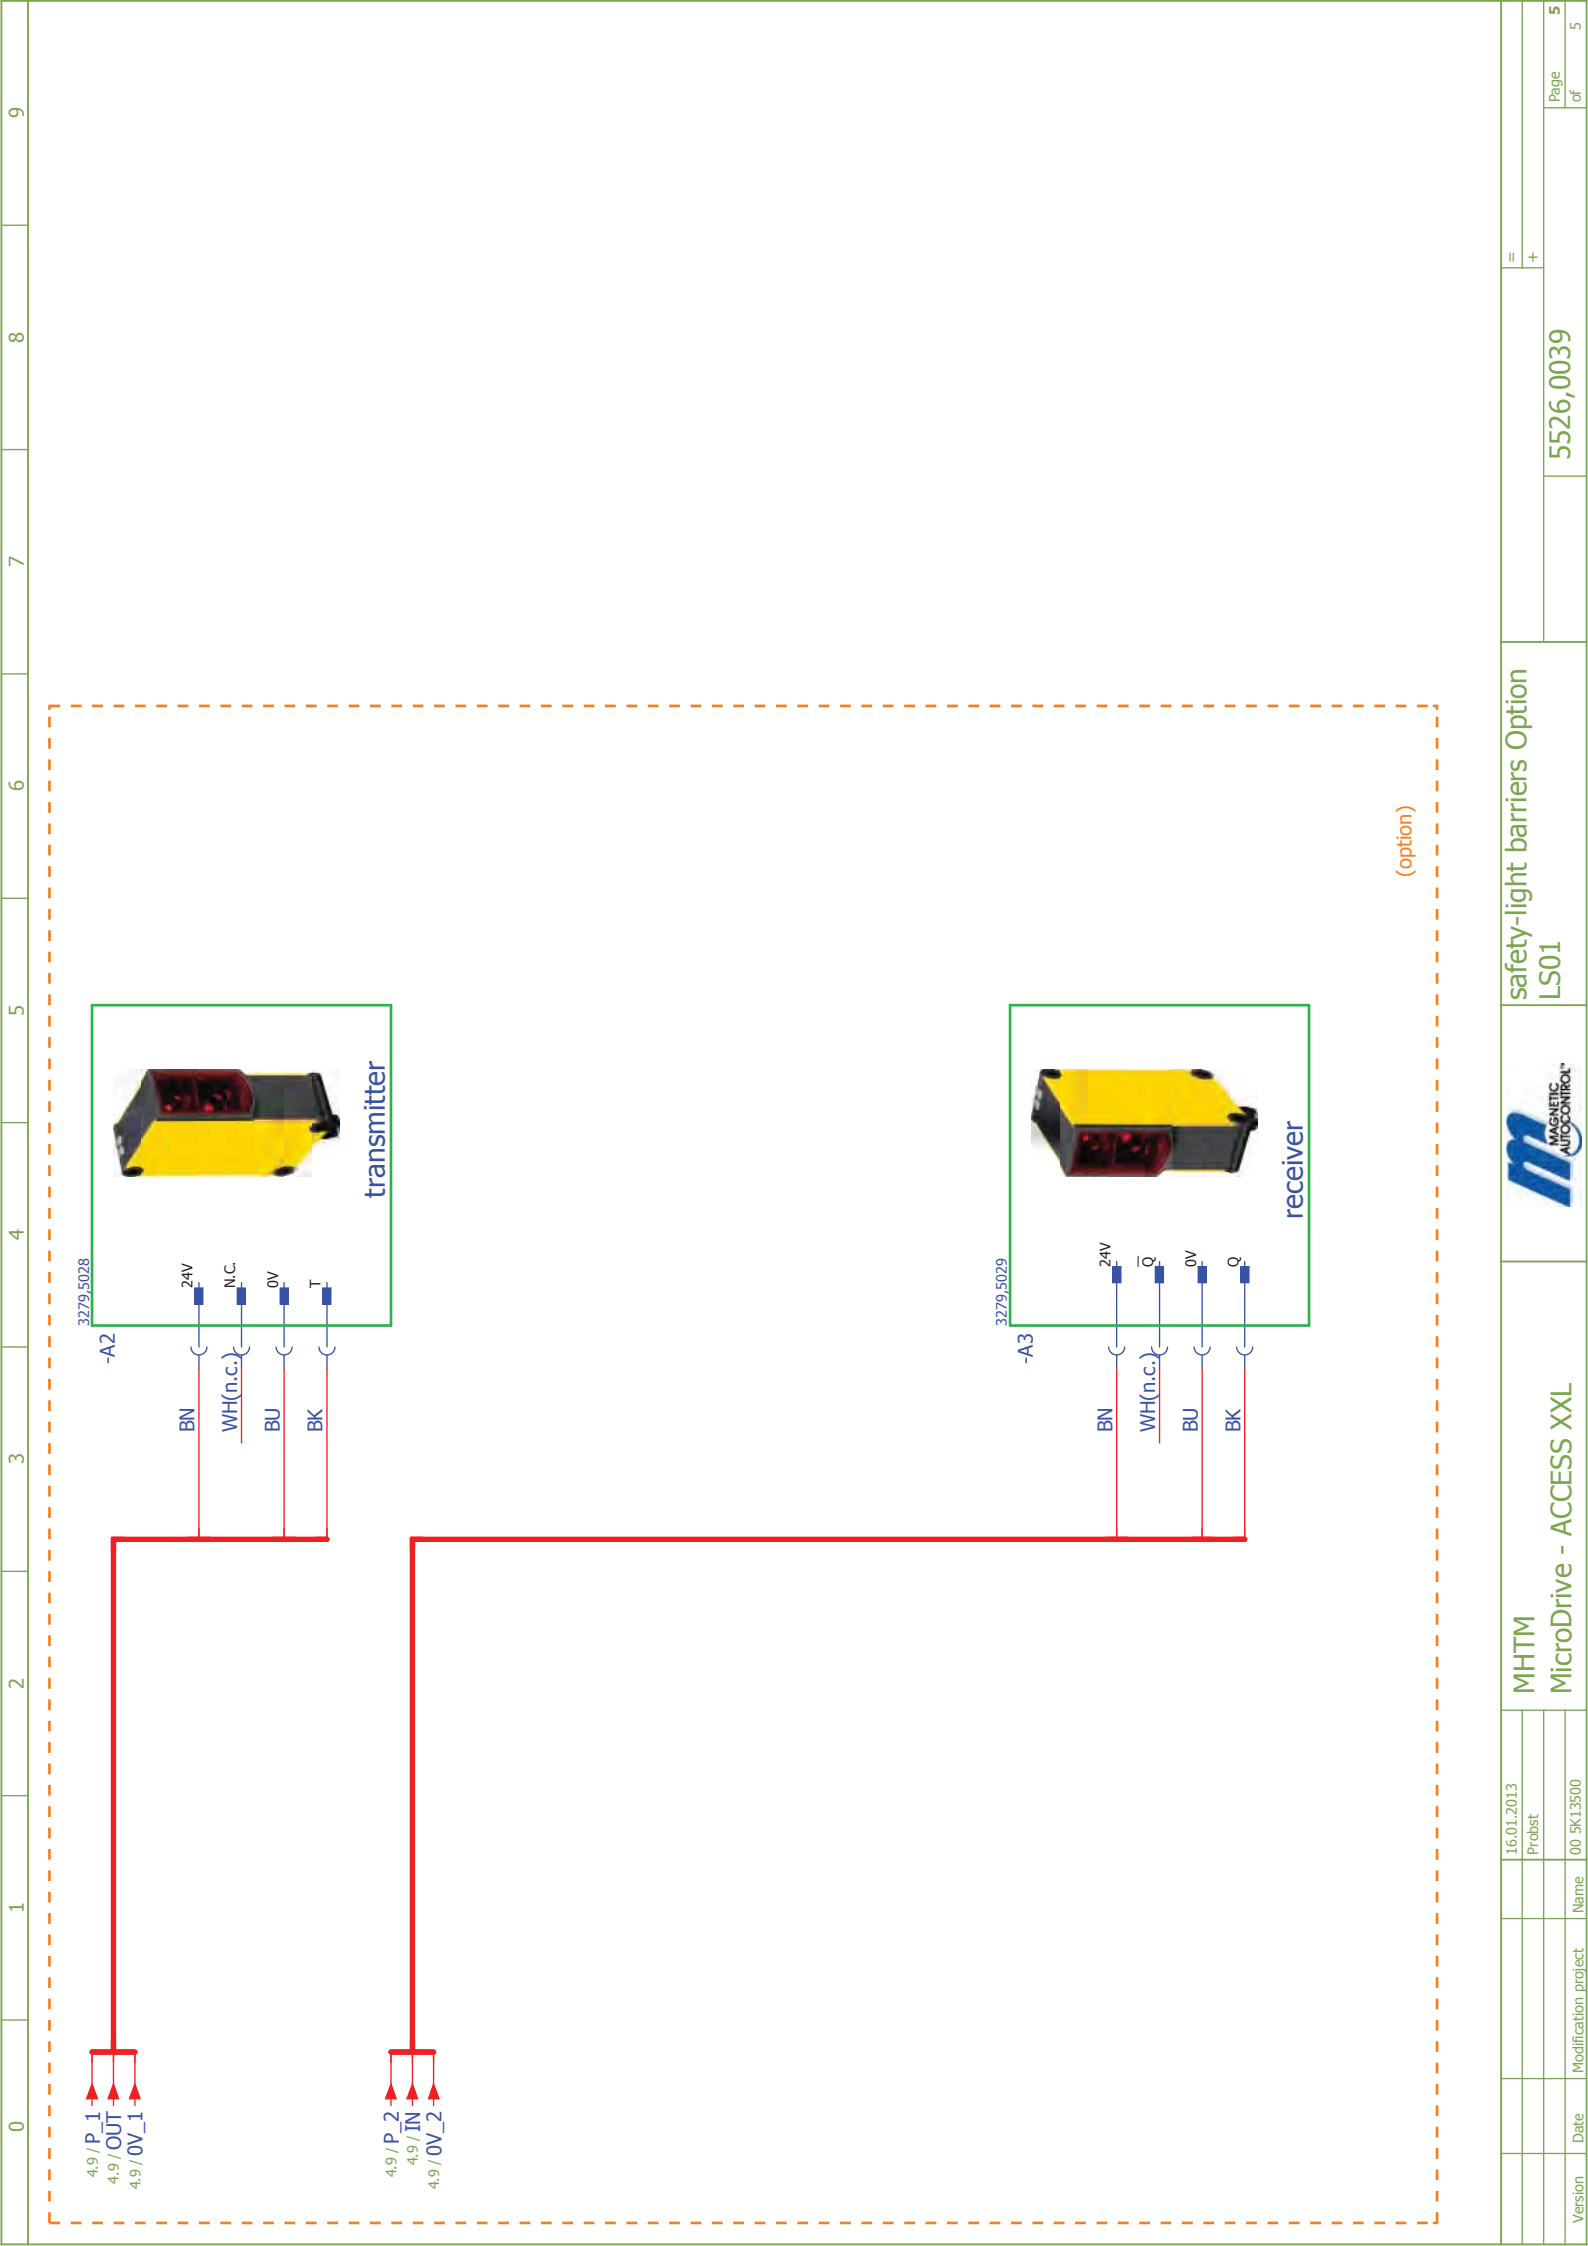 0 1 2 3 4 5 6 7 8 9
4.9 / P_1
4.9 / OUT
4.9 / 0V_1
4.9 / P_2
4.9 / IN
4.9 / 0V_2
3279,5028
-A2
BN
24V
WH(n.c.)
N.C.
BU
0V
BK
T
transmitter
3279,5029
-A3
BN
24V
WH(n.c.)
Q̅
BU
0V
BK
Q
receiver
(option)
16.01.2013
Probst
00 5K13500
Version
Date
Modification project
Name
MHTM
MicroDrive - ACCESS XXL
m
MAGNETIC
AUTOCONTROL™
safety-light barriers Option
LS01
=
+
5526,0039
Page 5
of 5